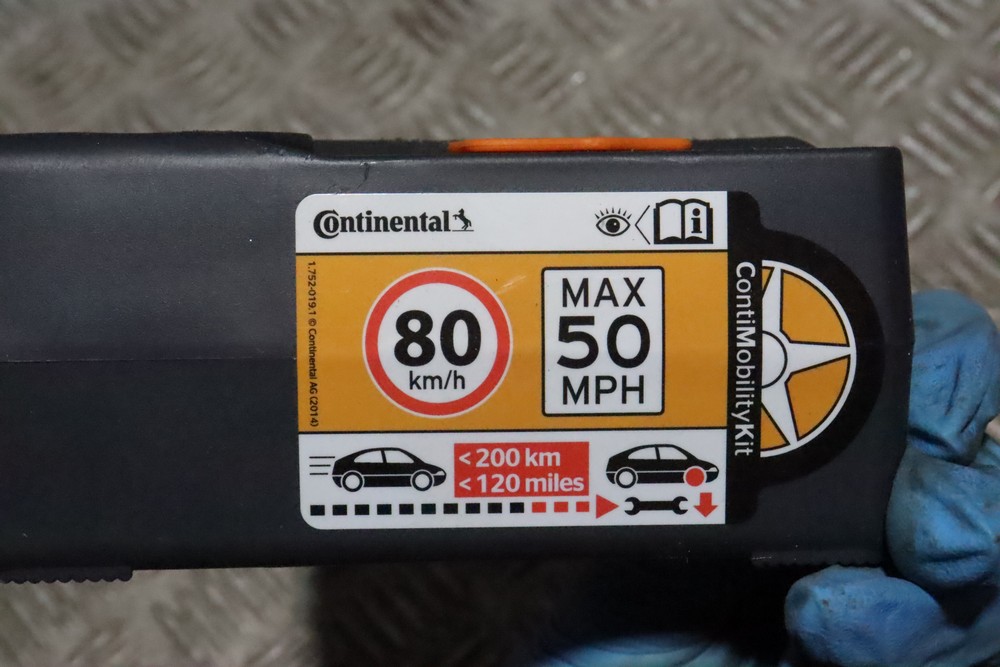 Continental
i
1.752-019.1 © Continental AG (2014)
80
km/h
MAX
50
MPH
ContiMobilityKit
< 200 km
< 120 miles